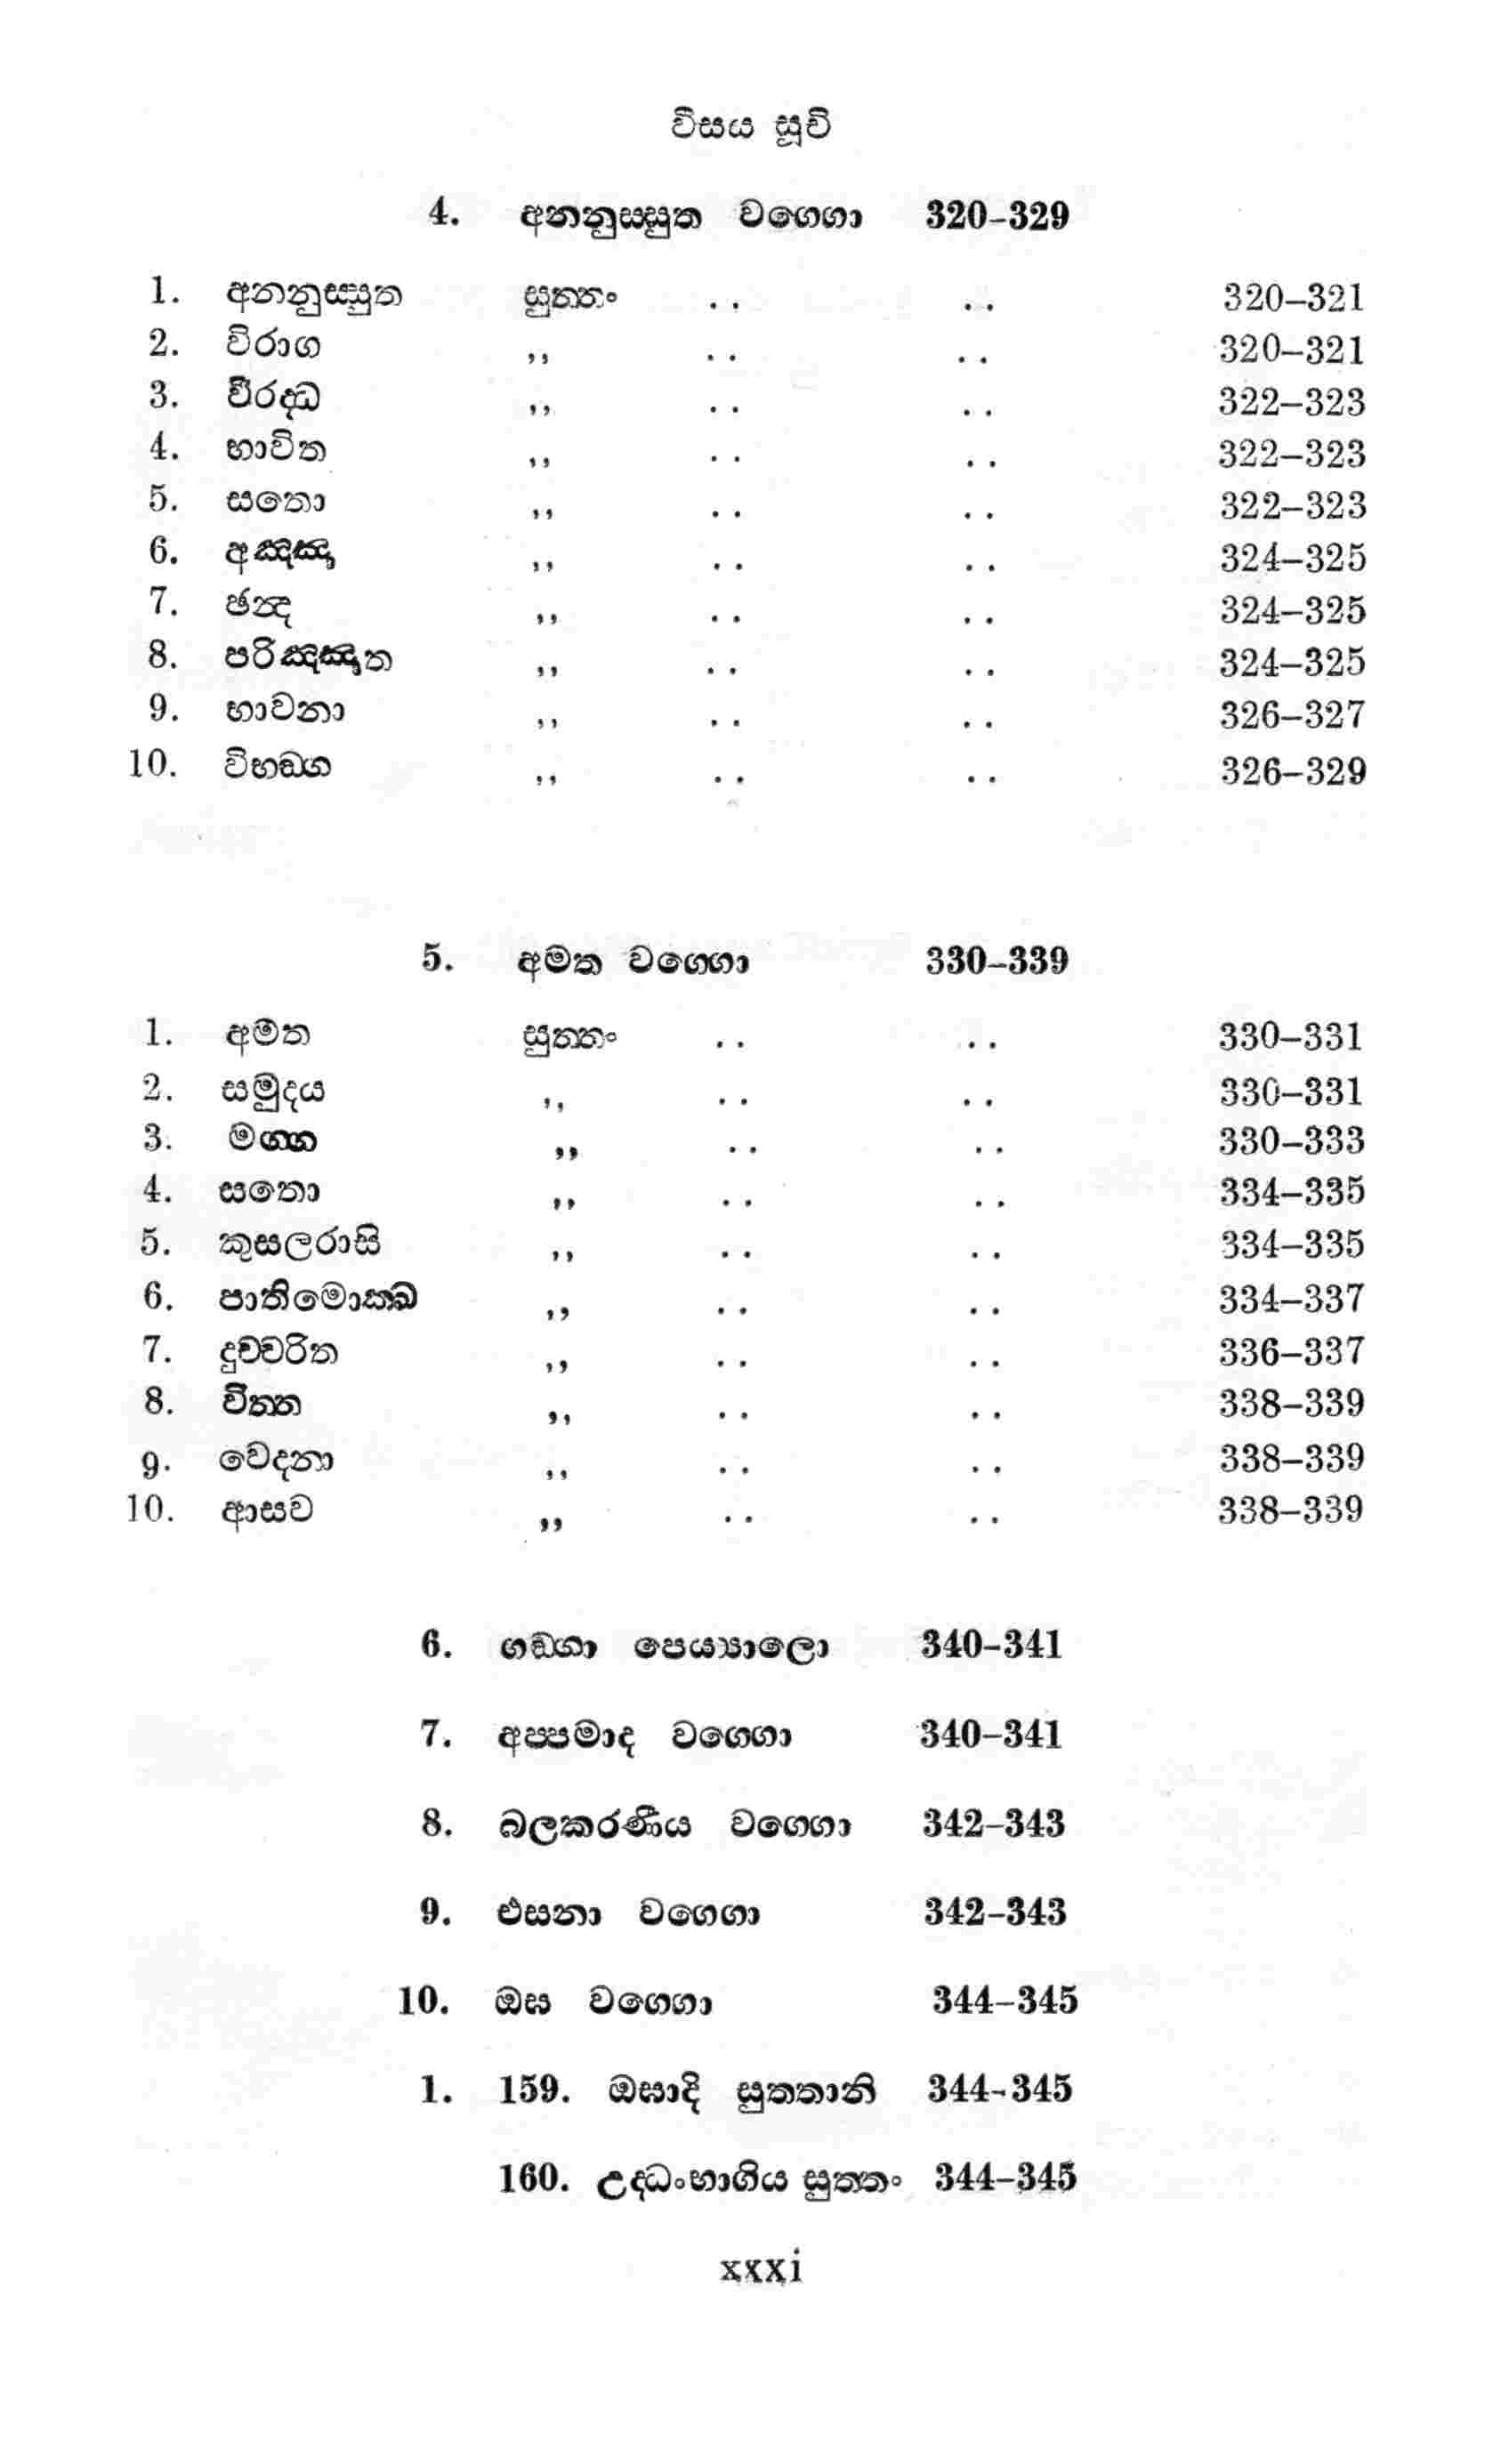 විසය සූචි
4. අනනුස‍්සුත වග‍්ගො 320–329
1. අනනුස‍්සුත සුත‍්තං .. .. 320–321
2. විරාග ,, .. .. 320–321
3. විරද‍්ධ ,, .. .. 322–323
4. භාවිත ,, .. .. 322–323
5. සතො ,, .. .. 322–323
6. අඤ‍්ඤා ,, .. .. 324–325
7. ඡන්‍ද ,, .. .. 324–325
8. පරිඤ‍්ඤාත ,, .. .. 324–325
9. භාවනා ,, .. .. 326–327
10. විභඞ‍්ග ,, .. .. 326–329
5. අමත වග‍්ගො 330–339
1. අමත සුත‍්තං .. .. 330–331
2. සමුදය ,, .. .. 330–331
3. මග‍්ග ,, .. .. 330–333
4. සතො ,, .. .. 334–335
5. කුසලරාසි ,, .. .. 334–335
6. පාතිමොක‍්ඛ ,, .. .. 334–337
7. දුච‍්චරිත ,, .. .. 336–337
8. චිත‍්ත ,, .. .. 338–339
9. වෙදනා ,, .. .. 338–339
10. ආසව ,, .. .. 338–339
6. ගඞ‍්ගා පෙය්‍යාලො 340–341
7. අප‍්පමාද වග‍්ගො 340–341
8. බලකරණීය වග‍්ගො 342–343
9. එසනා වග‍්ගො 342–343
10. ඔඝ වග‍්ගො 344–345
1. 159. ඔඝාදි සුත‍්තානි 344-345
160. උද‍්ධංභාගිය සුත‍්තං 344–345
xxxi